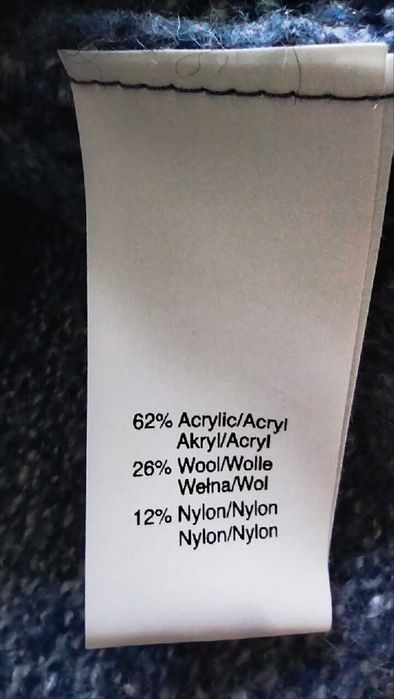 62% Acrylic/Acryl
Akryl/Acryl
26% Wool/Wolle
Wełna/Wol
12% Nylon/Nylon
Nylon/Nylon